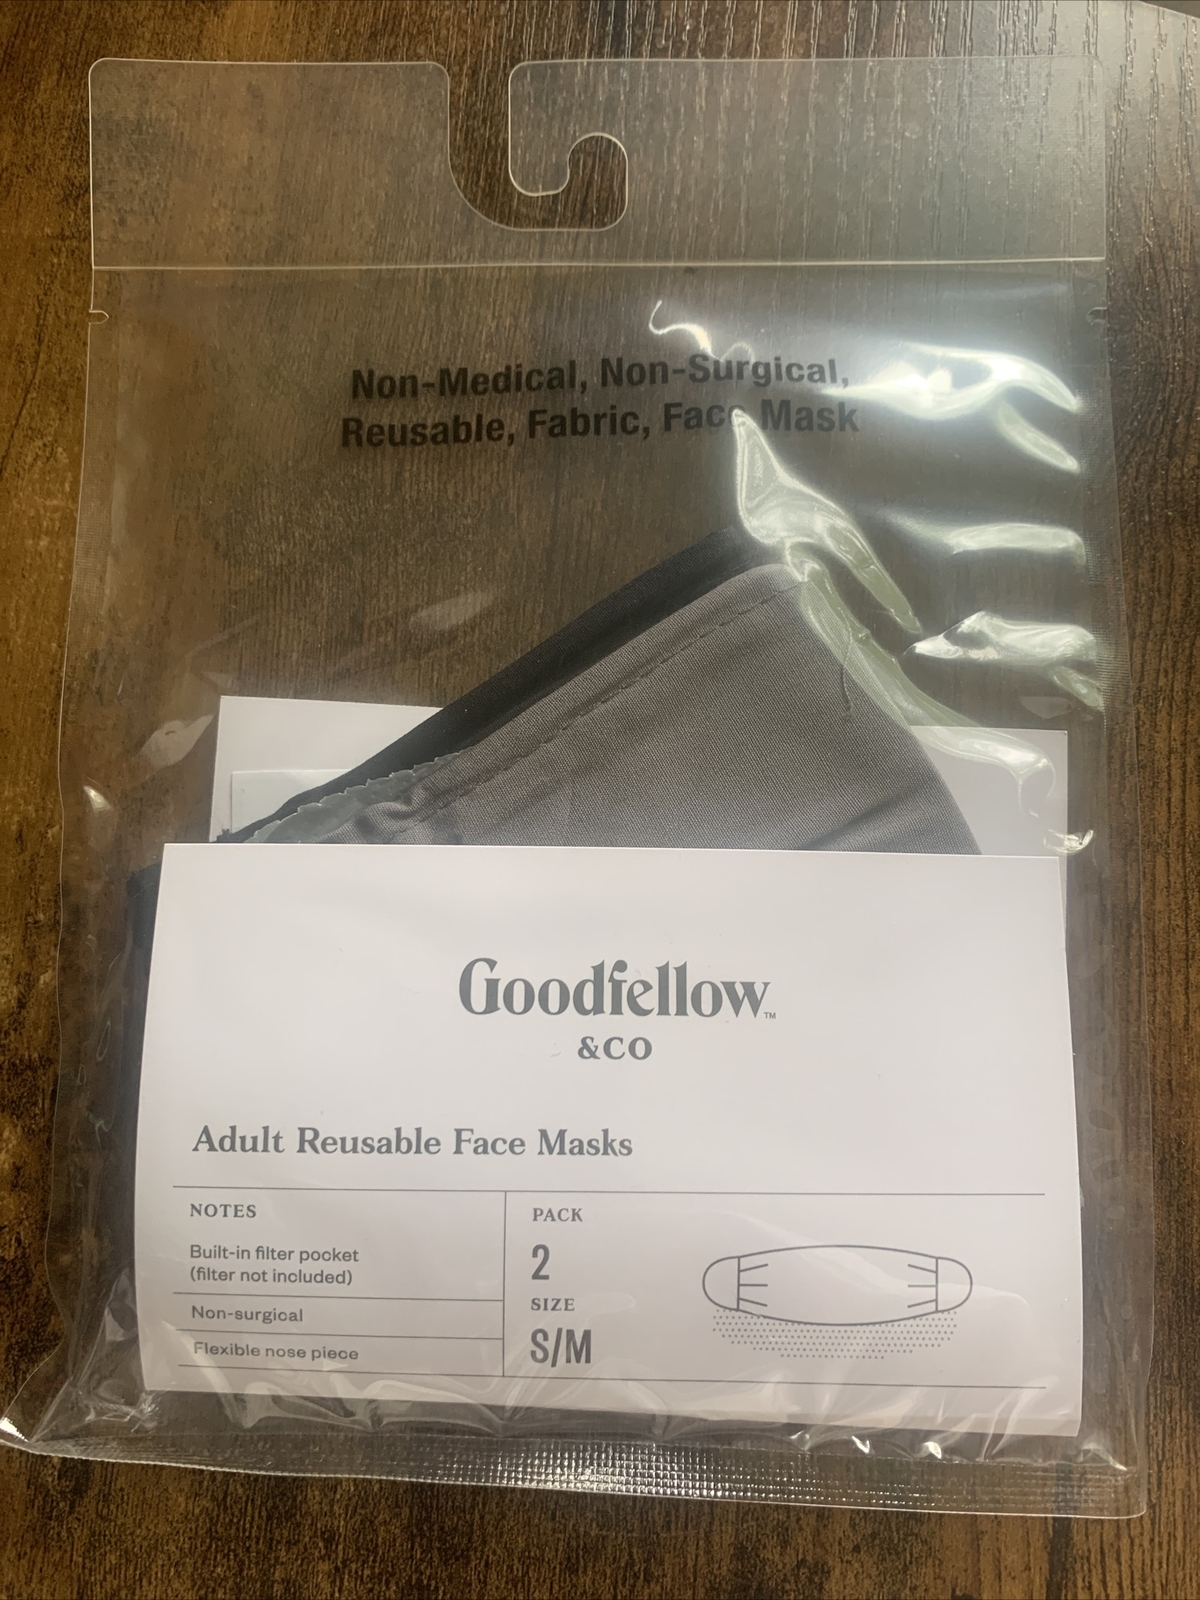 Non-Medical, Non-Surgical,
Reusable, Fabric, Face Mask
Goodfellow™
&CO
Adult Reusable Face Masks
NOTES
Built-in filter pocket
(filter not included)
Non-surgical
Flexible nose piece
PACK
2
SIZE
S/M